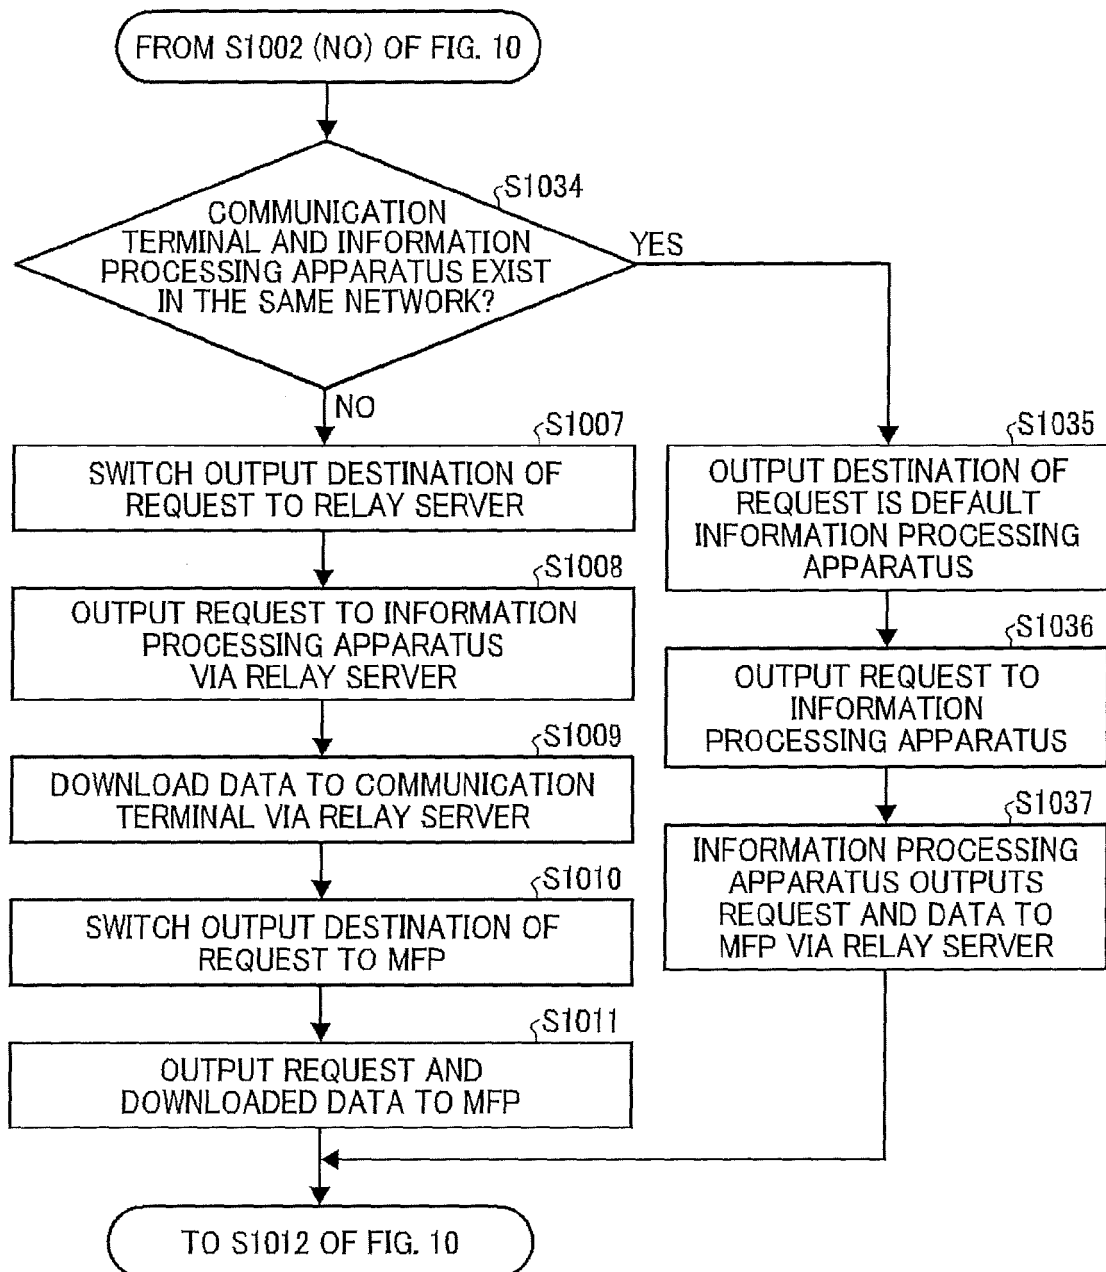 FROM S1002 (NO) OF FIG. 10
S1034
COMMUNICATION
TERMINAL AND INFORMATION
PROCESSING APPARATUS EXIST
IN THE SAME NETWORK?
YES
NO
S1007
SWITCH OUTPUT DESTINATION OF
REQUEST TO RELAY SERVER
S1008
OUTPUT REQUEST TO INFORMATION
PROCESSING APPARATUS
VIA RELAY SERVER
S1009
DOWNLOAD DATA TO COMMUNICATION
TERMINAL VIA RELAY SERVER
S1010
SWITCH OUTPUT DESTINATION OF
REQUEST TO MFP
S1011
OUTPUT REQUEST AND
DOWNLOADED DATA TO MFP
S1035
OUTPUT DESTINATION OF
REQUEST IS DEFAULT
INFORMATION PROCESSING
APPARATUS
S1036
OUTPUT REQUEST TO
INFORMATION
PROCESSING APPARATUS
S1037
INFORMATION PROCESSING
APPARATUS OUTPUTS
REQUEST AND DATA TO
MFP VIA RELAY SERVER
TO S1012 OF FIG. 10